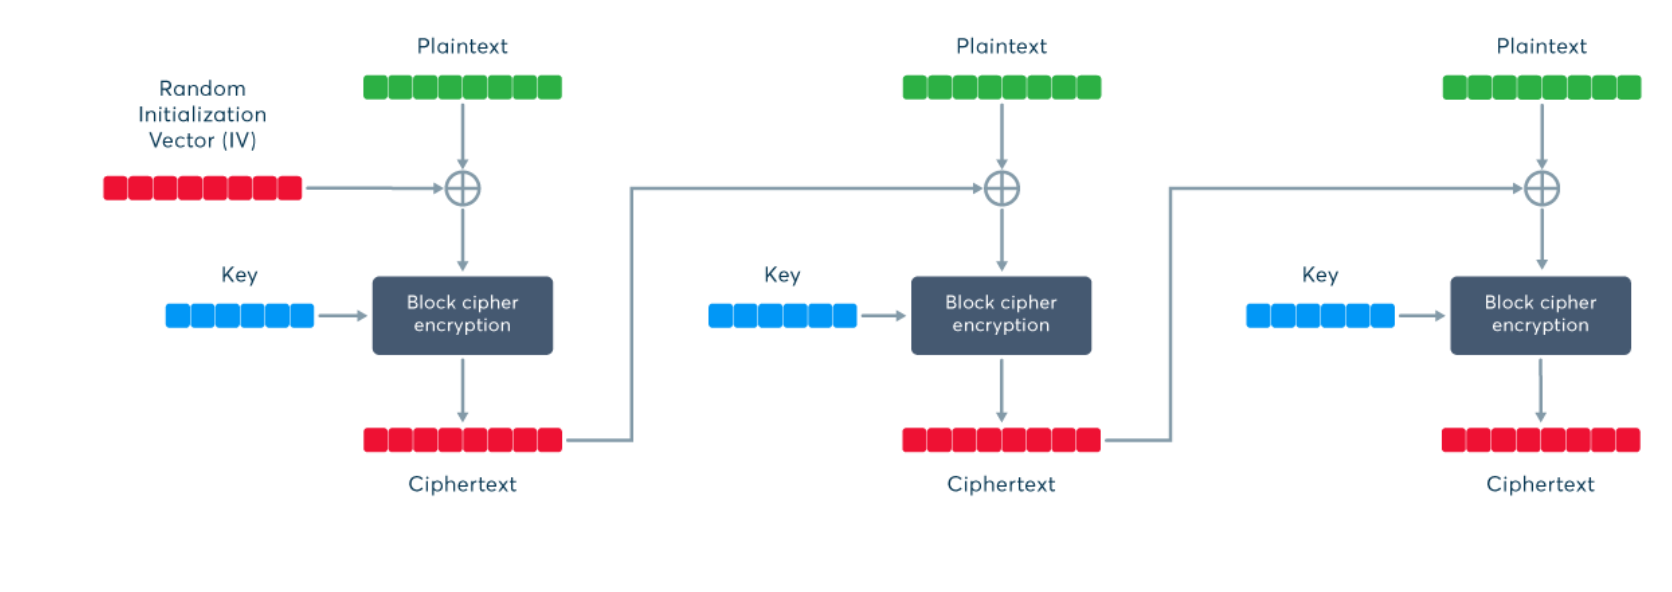 Plaintext
Plaintext
Plaintext
Random
Initialization
Vector (IV)
Key
Key
Key
Block cipher
encryption
Block cipher
encryption
Block cipher
encryption
Ciphertext
Ciphertext
Ciphertext